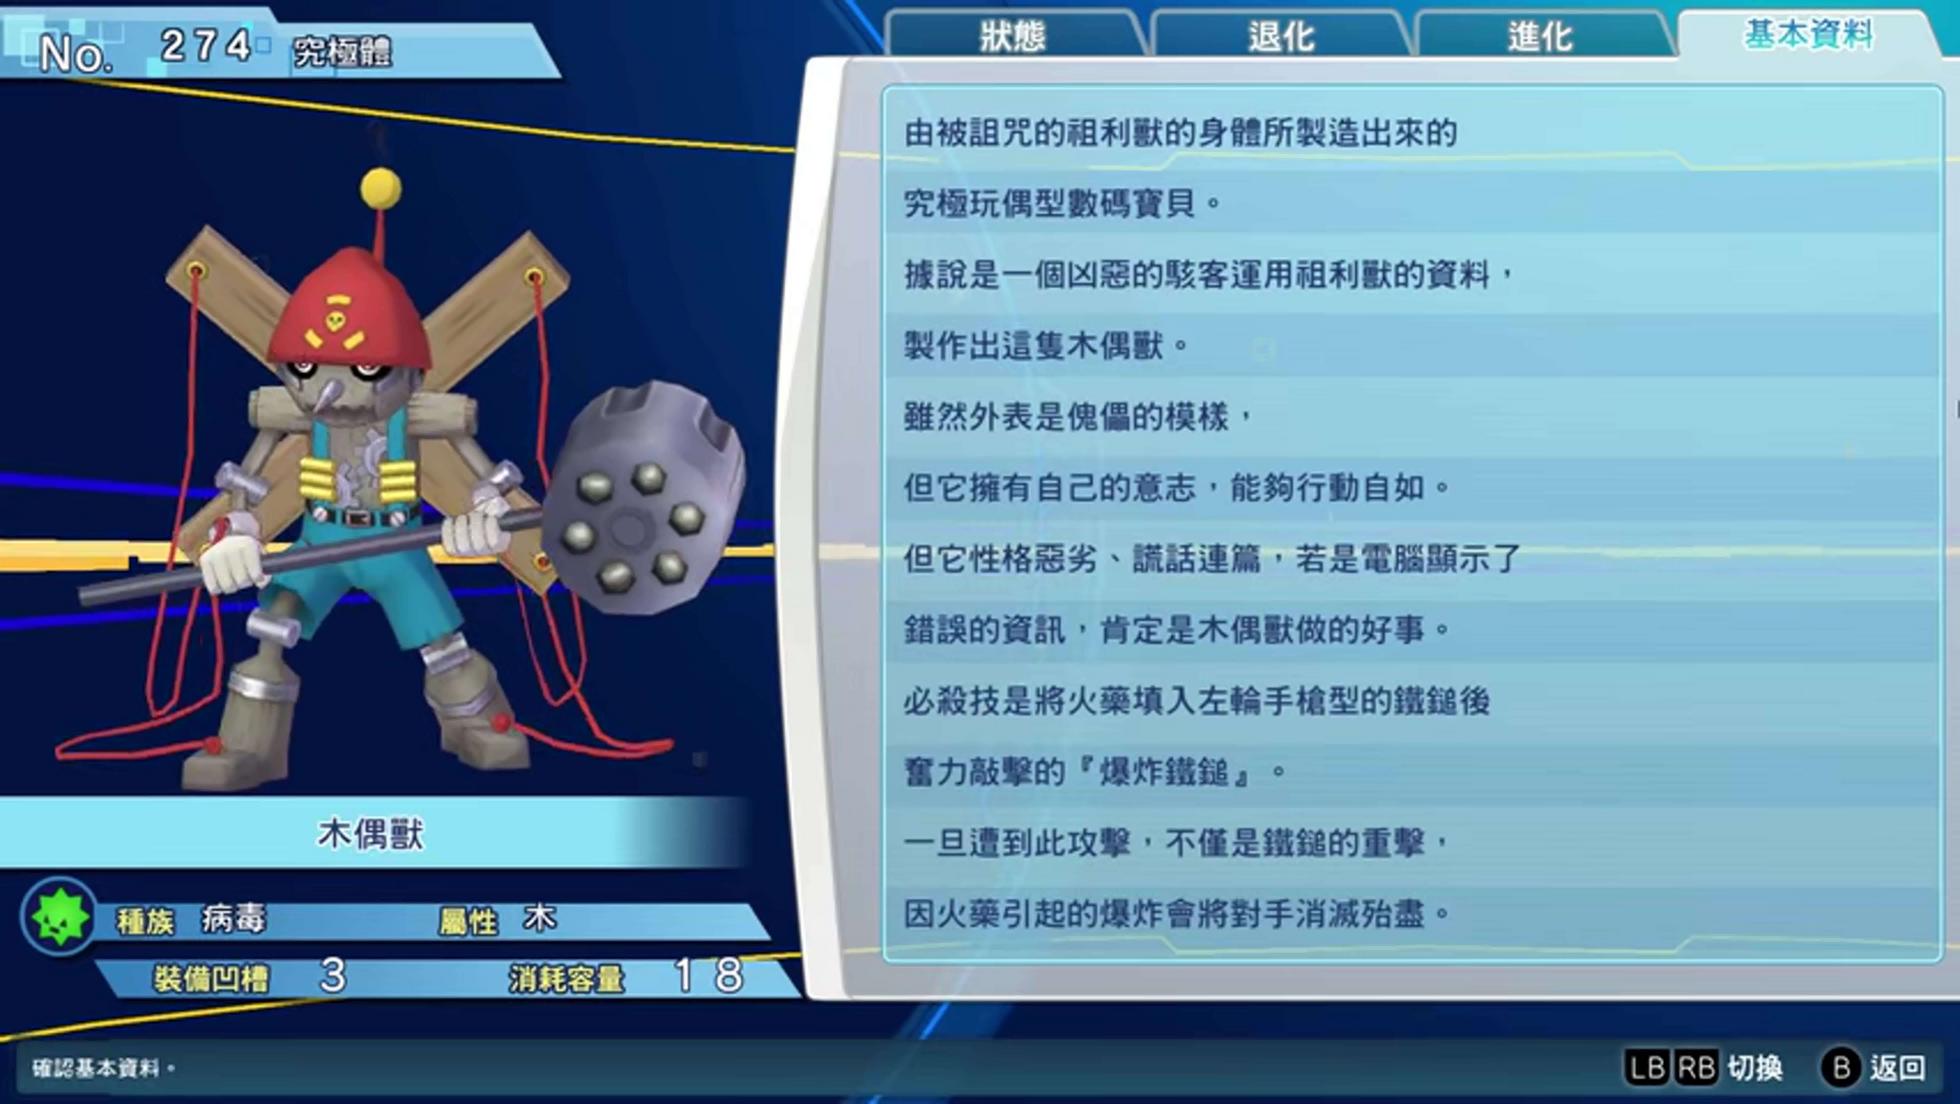 No. 274 究極體
狀態
退化
進化
基本資料
由被詛咒的祖利獸的身體所製造出來的
究極玩偶型數碼寶貝。
據說是一個凶惡的駭客運用祖利獸的資料，
製作出這隻木偶獸。
雖然外表是傀儡的模樣，
但它擁有自己的意志，能夠行動自如。
但它性格惡劣、謊話連篇，若是電腦顯示了
錯誤的資訊，肯定是木偶獸做的好事。
必殺技是將火藥填入左輪手槍型的鐵鎚後
奮力敲擊的『爆炸鐵鎚』。
一旦遭到此攻擊，不僅是鐵鎚的重擊，
因火藥引起的爆炸會將對手消滅殆盡。
木偶獸
種族 病毒 屬性 木
裝備凹槽 3 消耗容量 18
確認基本資料。
LB RB 切換 B 返回